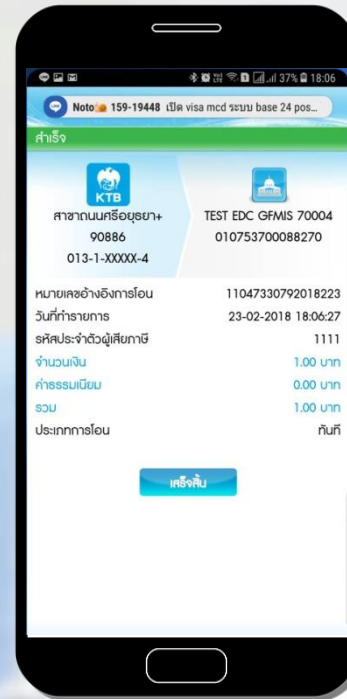 37% 18:06
Noto 159-19448 เปิด visa mcd ระบบ base 24 pos...
สำเร็จ
KTB
สาขาถนนศรีอยุธยา+
90886
013-1-XXXXX-4
TEST EDC GFMIS 70004
010753700088270
หมายเลขอ้างอิงการโอน 11047330792018223
วันที่ทำรายการ 23-02-2018 18:06:27
รหัสประจำตัวผู้เสียภาษี 1111
จำนวนเงิน 1.00 บาท
ค่าธรรมเนียม 0.00 บาท
รวม 1.00 บาท
ประเภทการโอน ทันที
เสร็จสิ้น